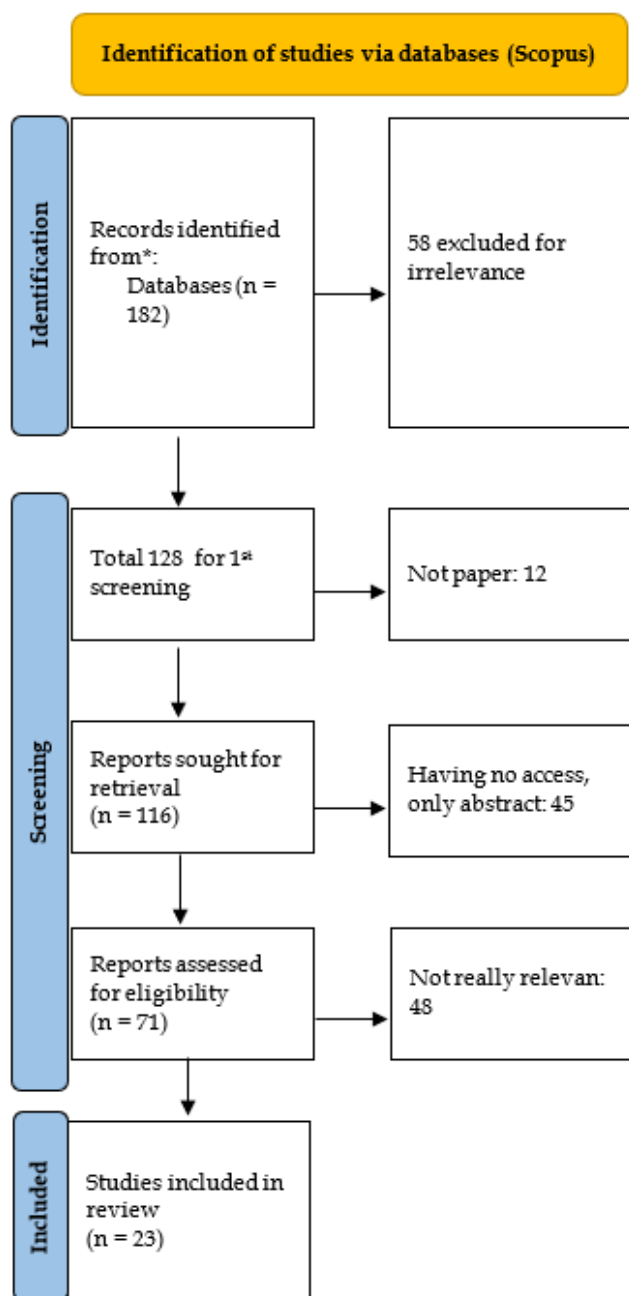 Identification of studies via databases (Scopus)
Identification
Records identified
from*:
Databases (n =
182)
58 excluded for
irrelevance
Screening
Total 128 for 1st
screening
Not paper: 12
Reports sought for
retrieval
(n = 116)
Having no access,
only abstract: 45
Reports assessed
for eligibility
(n = 71)
Not really relevan:
48
Included
Studies included in
review
(n = 23)